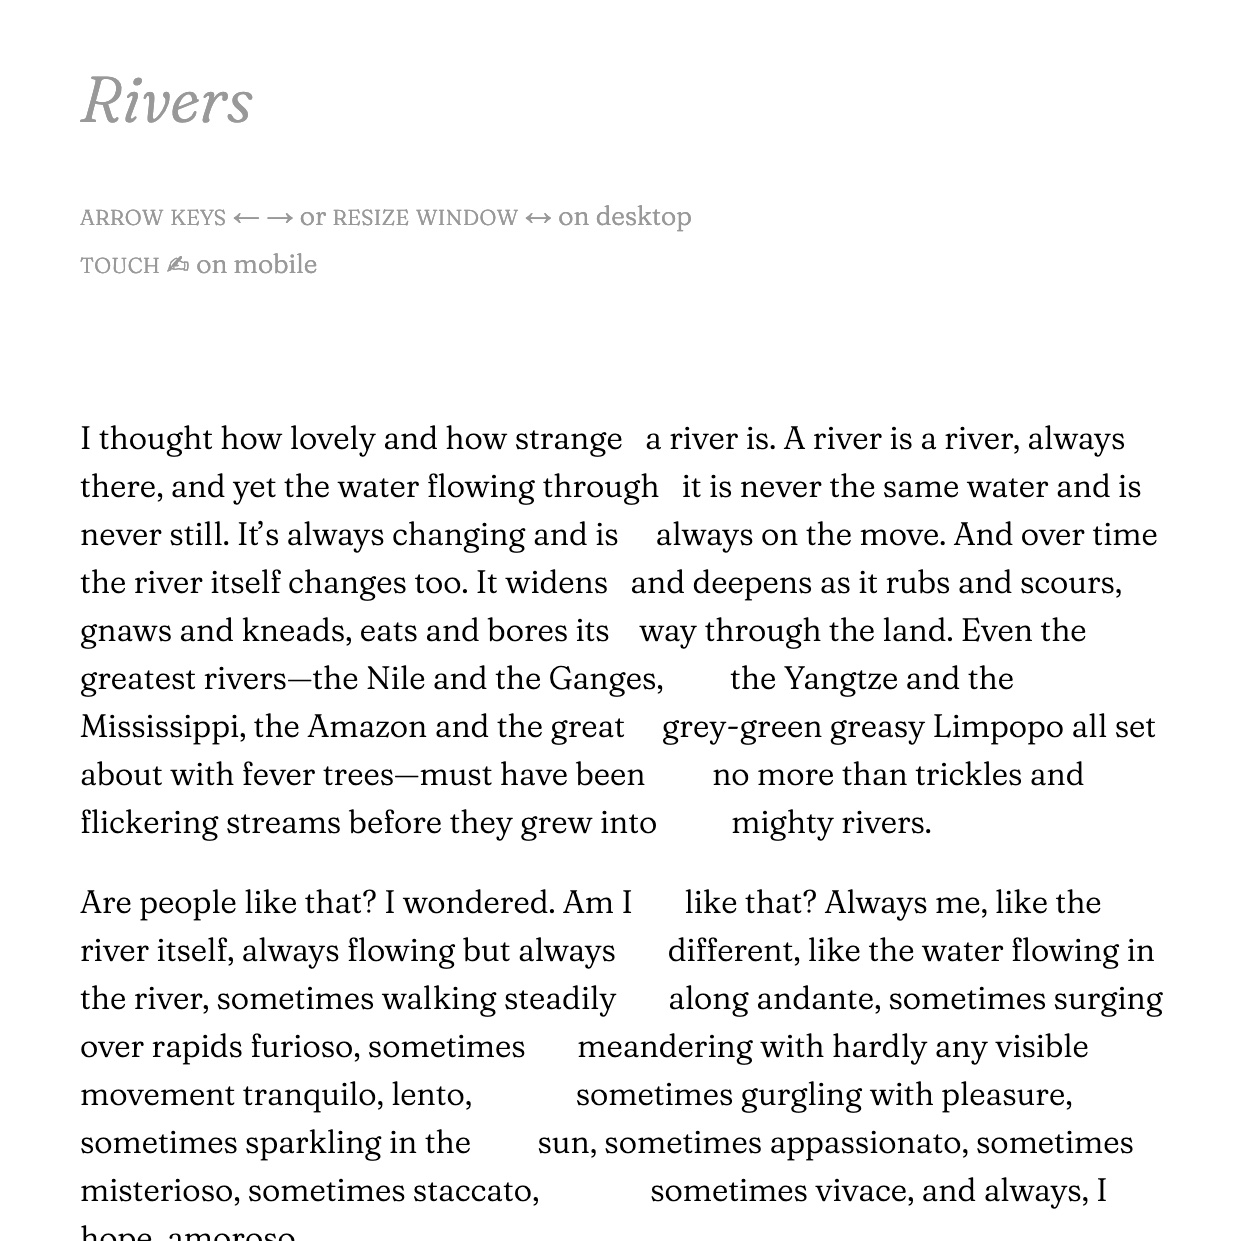 Rivers
ARROW KEYS ← → or RESIZE WINDOW ↔ on desktop
TOUCH ✍ on mobile
I thought how lovely and how strange a river is. A river is a river, always
there, and yet the water flowing through it is never the same water and is
never still. It’s always changing and is always on the move. And over time
the river itself changes too. It widens and deepens as it rubs and scours,
gnaws and kneads, eats and bores its way through the land. Even the
greatest rivers—the Nile and the Ganges, the Yangtze and the
Mississippi, the Amazon and the great grey-green greasy Limpopo all set
about with fever trees—must have been no more than trickles and
flickering streams before they grew into mighty rivers.
Are people like that? I wondered. Am I like that? Always me, like the
river itself, always flowing but always different, like the water flowing in
the river, sometimes walking steadily along andante, sometimes surging
over rapids furioso, sometimes meandering with hardly any visible
movement tranquilo, lento, sometimes gurgling with pleasure,
sometimes sparkling in the sun, sometimes appassionato, sometimes
misterioso, sometimes staccato, sometimes vivace, and always, I
hope, amoroso